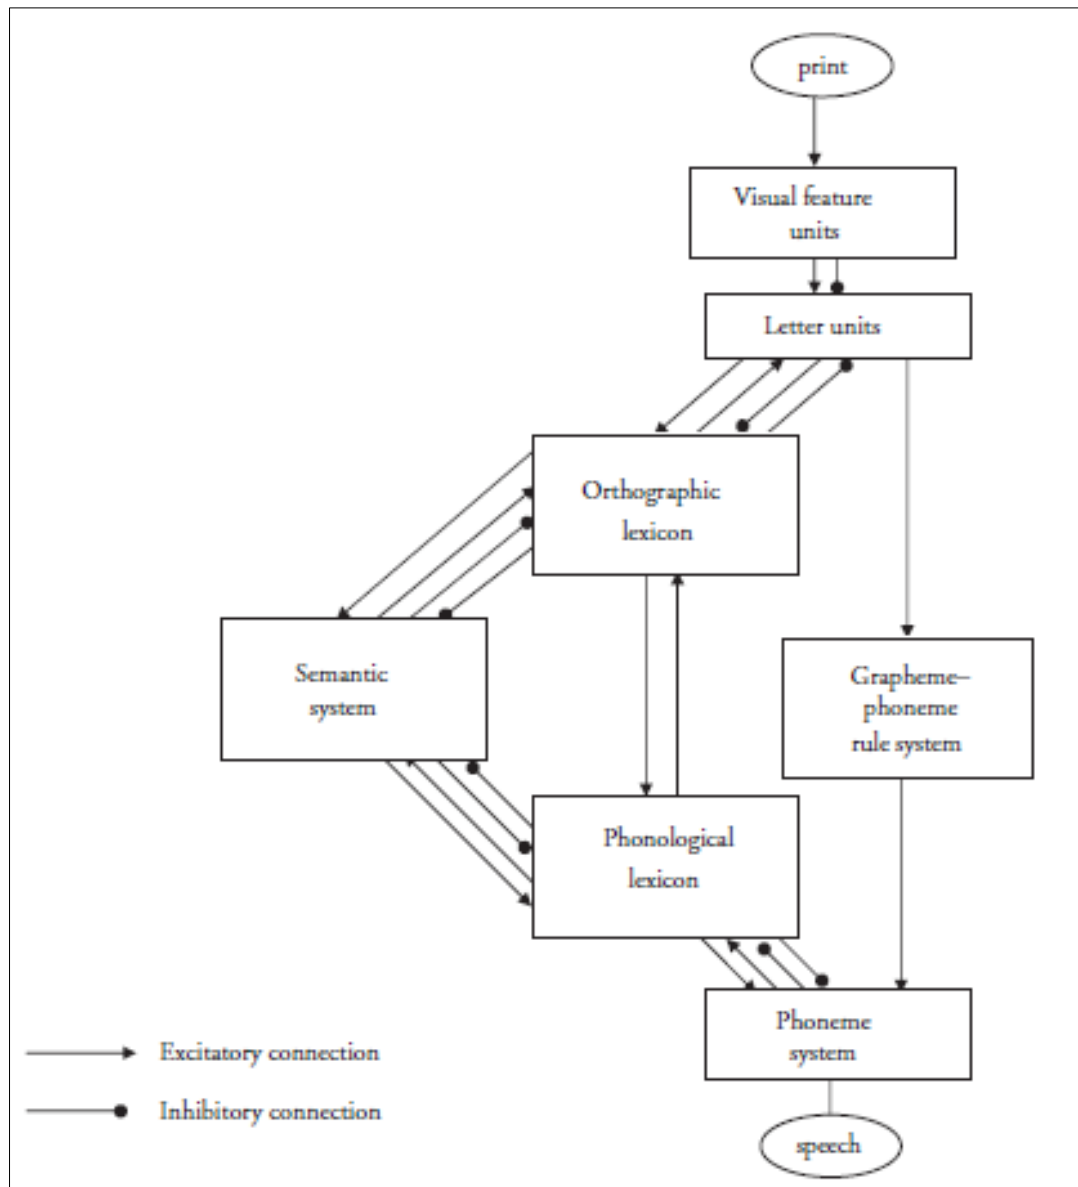 print
Visual feature
units
Letter units
Orthographic
lexicon
Semantic
system
Grapheme–
phoneme
rule system
Phonological
lexicon
Phoneme
system
Excitatory connection
Inhibitory connection
speech